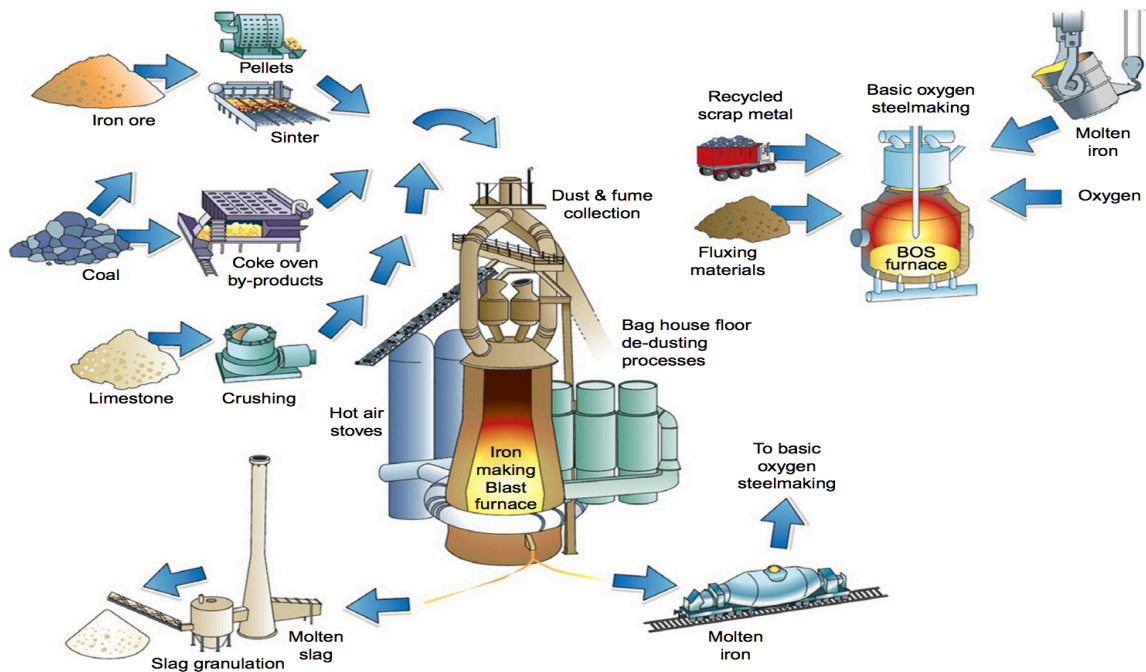 Pellets
Iron ore
Sinter
Coal
Coke oven
by-products
Limestone
Crushing
Dust & fume
collection
Bag house floor
de-dusting
processes
Hot air
stoves
Iron
making
Blast
furnace
Recycled
scrap metal
Basic oxygen
steelmaking
Molten
iron
Oxygen
Fluxing
materials
BOS
furnace
To basic
oxygen
steelmaking
Molten
iron
Molten
slag
Slag granulation